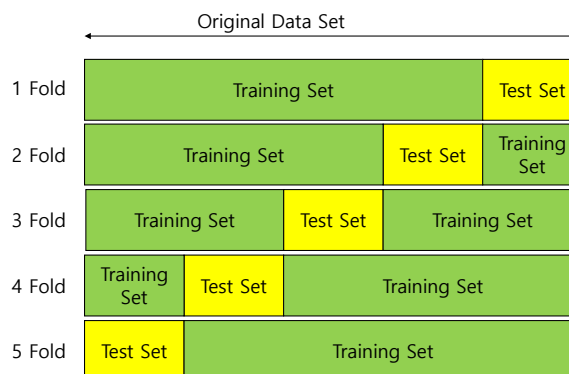 Original Data Set
1 Fold
Training Set
Test Set
2 Fold
Training Set
Test Set
Training
Set
3 Fold
Training Set
Test Set
Training Set
4 Fold
Training
Set
Test Set
Training Set
5 Fold
Test Set
Training Set